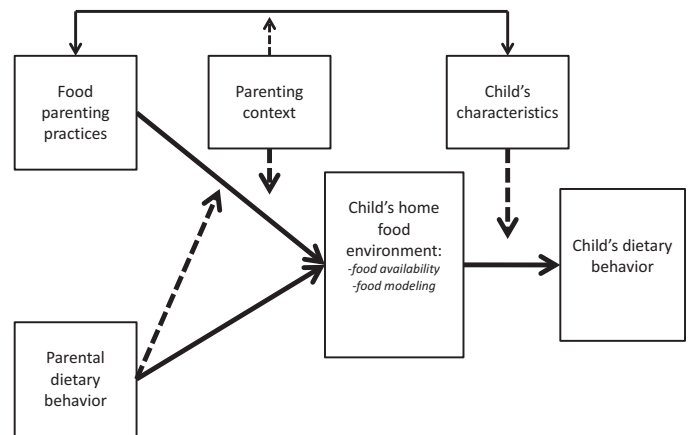 Food
parenting
practices
Parenting
context
Child's
characteristics
Child's home
food
environment:
-food availability
-food modeling
Child's dietary
behavior
Parental
dietary
behavior